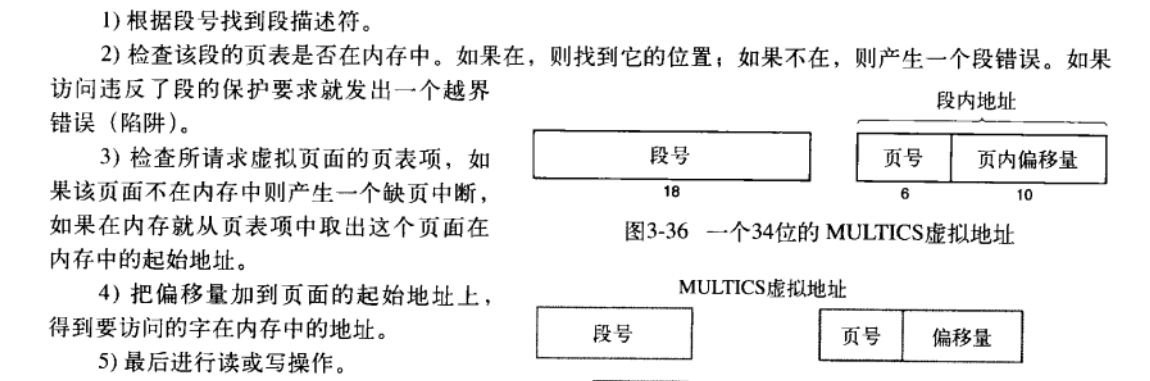 1) 根据段号找到段描述符。
2) 检查该段的页表是否在内存中。如果在，则找到它的位置；如果不在，则产生一个段错误。如果
访问违反了段的保护要求就发出一个越界
错误（陷阱）。
3) 检查所请求虚拟页面的页表项，如
果该页面不在内存中则产生一个缺页中断，
如果在内存就从页表项中取出这个页面在
内存中的起始地址。
4) 把偏移量加到页面的起始地址上，
得到要访问的字在内存中的地址。
5) 最后进行读或写操作。
段内地址
段号 页号 页内偏移量
18 6 10
图3-36 一个34位的 MULTICS虚拟地址
MULTICS虚拟地址
段号 页号 偏移量